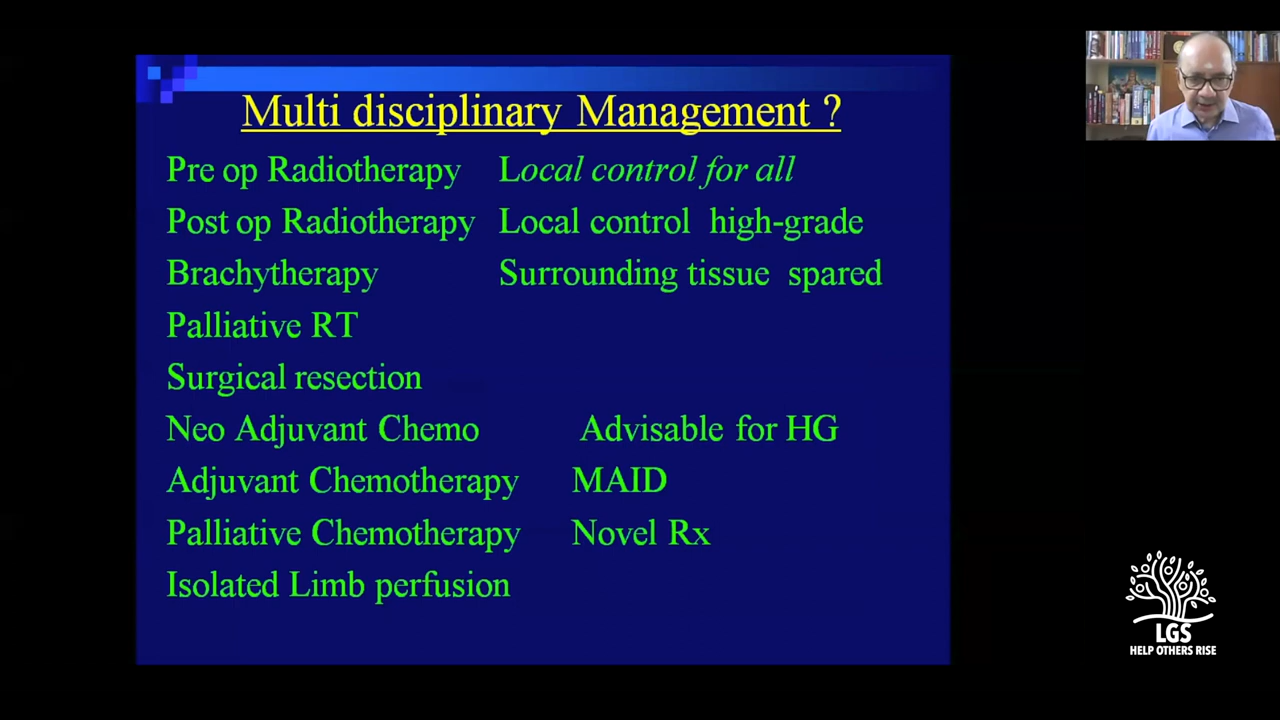 Multi disciplinary Management ?
Pre op Radiotherapy Local control for all
Post op Radiotherapy Local control high-grade
Brachytherapy Surrounding tissue spared
Palliative RT
Surgical resection
Neo Adjuvant Chemo Advisable for HG
Adjuvant Chemotherapy MAID
Palliative Chemotherapy Novel Rx
Isolated Limb perfusion
LGS
HELP OTHERS RISE